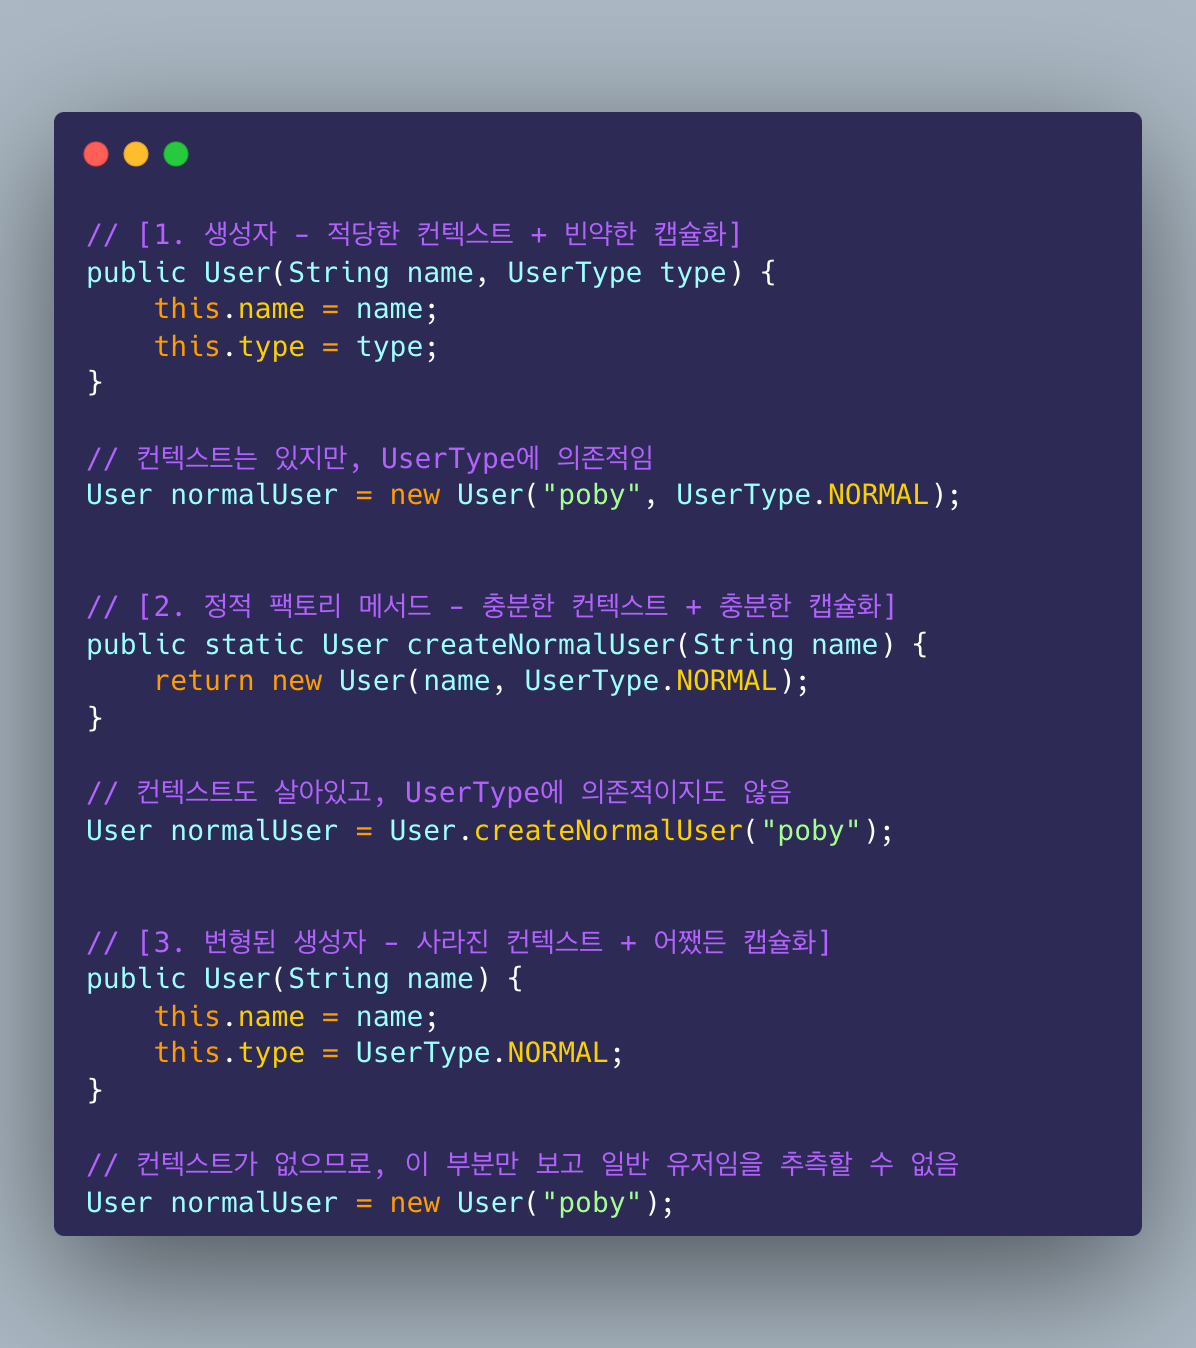 // [1. 생성자 - 적당한 컨텍스트 + 빈약한 캡슐화]
public User(String name, UserType type) {
    this.name = name;
    this.type = type;
}
// 컨텍스트는 있지만, UserType에 의존적임
User normalUser = new User("poby", UserType.NORMAL);
// [2. 정적 팩토리 메서드 - 충분한 컨텍스트 + 충분한 캡슐화]
public static User createNormalUser(String name) {
    return new User(name, UserType.NORMAL);
}
// 컨텍스트도 살아있고, UserType에 의존적이지도 않음
User normalUser = User.createNormalUser("poby");
// [3. 변형된 생성자 - 사라진 컨텍스트 + 어쨌든 캡슐화]
public User(String name) {
    this.name = name;
    this.type = UserType.NORMAL;
}
// 컨텍스트가 없으므로, 이 부분만 보고 일반 유저임을 추측할 수 없음
User normalUser = new User("poby");